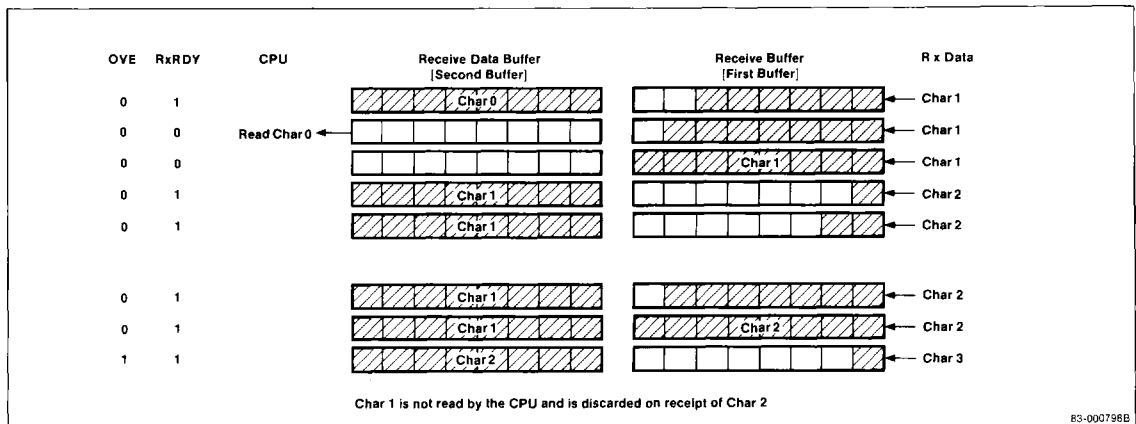 OVE RxRDY CPU Receive Data Buffer [Second Buffer] Receive Buffer [First Buffer] Rx Data
0 1 Char 0 Char 1
0 0 Read Char 0 Char 1
0 0 Char 1 Char 1
0 1 Char 1 Char 2
0 1 Char 1 Char 2
0 1 Char 1 Char 2
0 1 Char 1 Char 2 Char 2
1 1 Char 2 Char 3
Char 1 is not read by the CPU and is discarded on receipt of Char 2
83-000796B